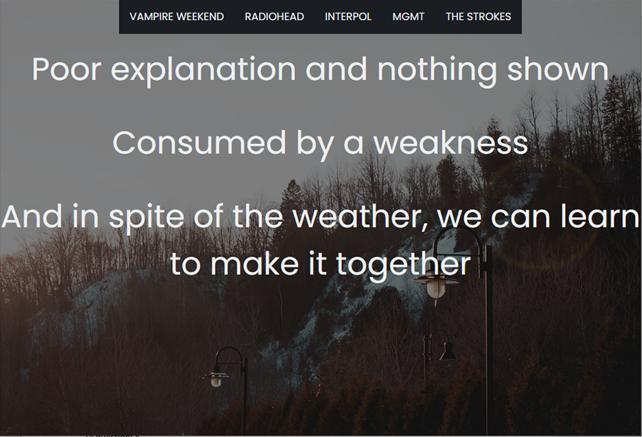 VAMPIRE WEEKEND RADIOHEAD INTERPOL MGMT THE STROKES
Poor explanation and nothing shown
Consumed by a weakness
And in spite of the weather, we can learn
to make it together